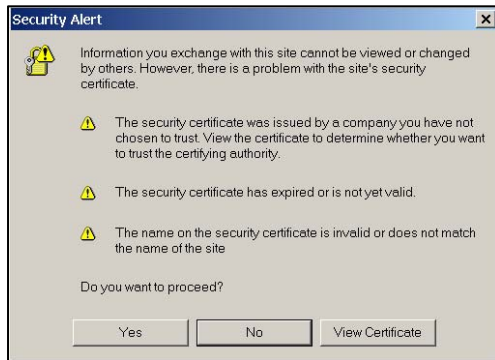 Security Alert
Information you exchange with this site cannot be viewed or changed
by others. However, there is a problem with the site's security
certificate.
The security certificate was issued by a company you have not
chosen to trust. View the certificate to determine whether you want
to trust the certifying authority.
The security certificate has expired or is not yet valid.
The name on the security certificate is invalid or does not match
the name of the site
Do you want to proceed?
Yes No View Certificate